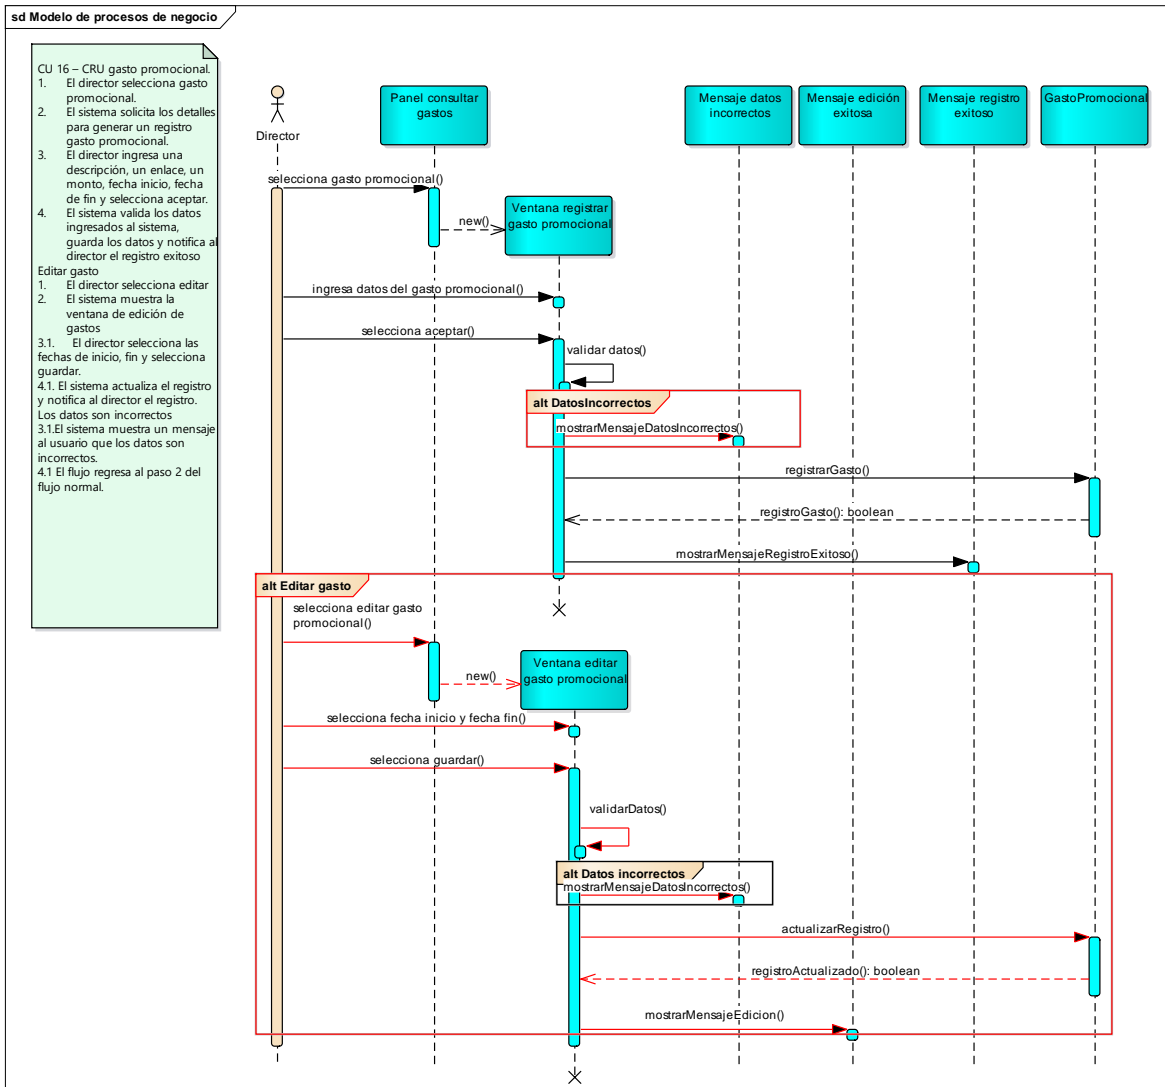 sd Modelo de procesos de negocio
CU 16 – CRU gasto promocional.
1. El director selecciona gasto
promocional.
2. El sistema solicita los detalles
para generar un registro
gasto promocional.
3. El director ingresa una
descripción, un enlace, un
monto, fecha inicio, fecha
de fin y selecciona aceptar.
4. El sistema valida los datos
ingresados al sistema,
guarda los datos y notifica al
director el registro exitoso
Editar gasto
1. El director selecciona editar
2. El sistema muestra la
ventana de edición de
gastos
3.1. El director selecciona las
fechas de inicio, fin y selecciona
guardar.
4.1. El sistema actualiza el registro
y notifica al director el registro.
Los datos son incorrectos
3.1.El sistema muestra un mensaje
al usuario que los datos son
incorrectos.
4.1 El flujo regresa al paso 2 del
flujo normal.
Director
Panel consultar
gastos
Mensaje datos
incorrectos
Mensaje edición
exitosa
Mensaje registro
exitoso
GastoPromocional
selecciona gasto promocional()
Ventana registrar
gasto promocional
new()
ingresa datos del gasto promocional()
selecciona aceptar()
validar datos()
alt DatosIncorrectos
mostrarMensajeDatosIncorrectos()
registrarGasto()
registroGasto(): boolean
mostrarMensajeRegistroExitoso()
alt Editar gasto
selecciona editar gasto
promocional()
Ventana editar
gasto promocional
new()
selecciona fecha inicio y fecha fin()
selecciona guardar()
validarDatos()
alt Datos incorrectos
mostrarMensajeDatosIncorrectos()
actualizarRegistro()
registroActualizado(): boolean
mostrarMensajeEdicion()